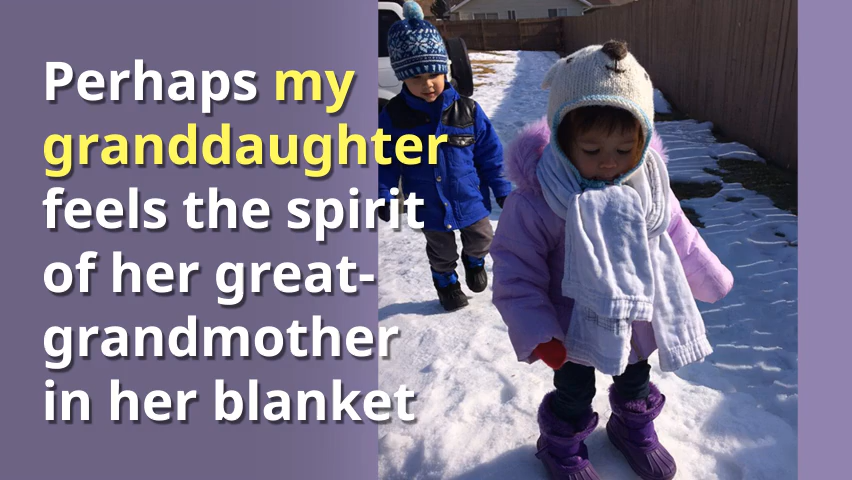 Perhaps my
granddaughter
feels the spirit
of her great-
grandmother
in her blanket